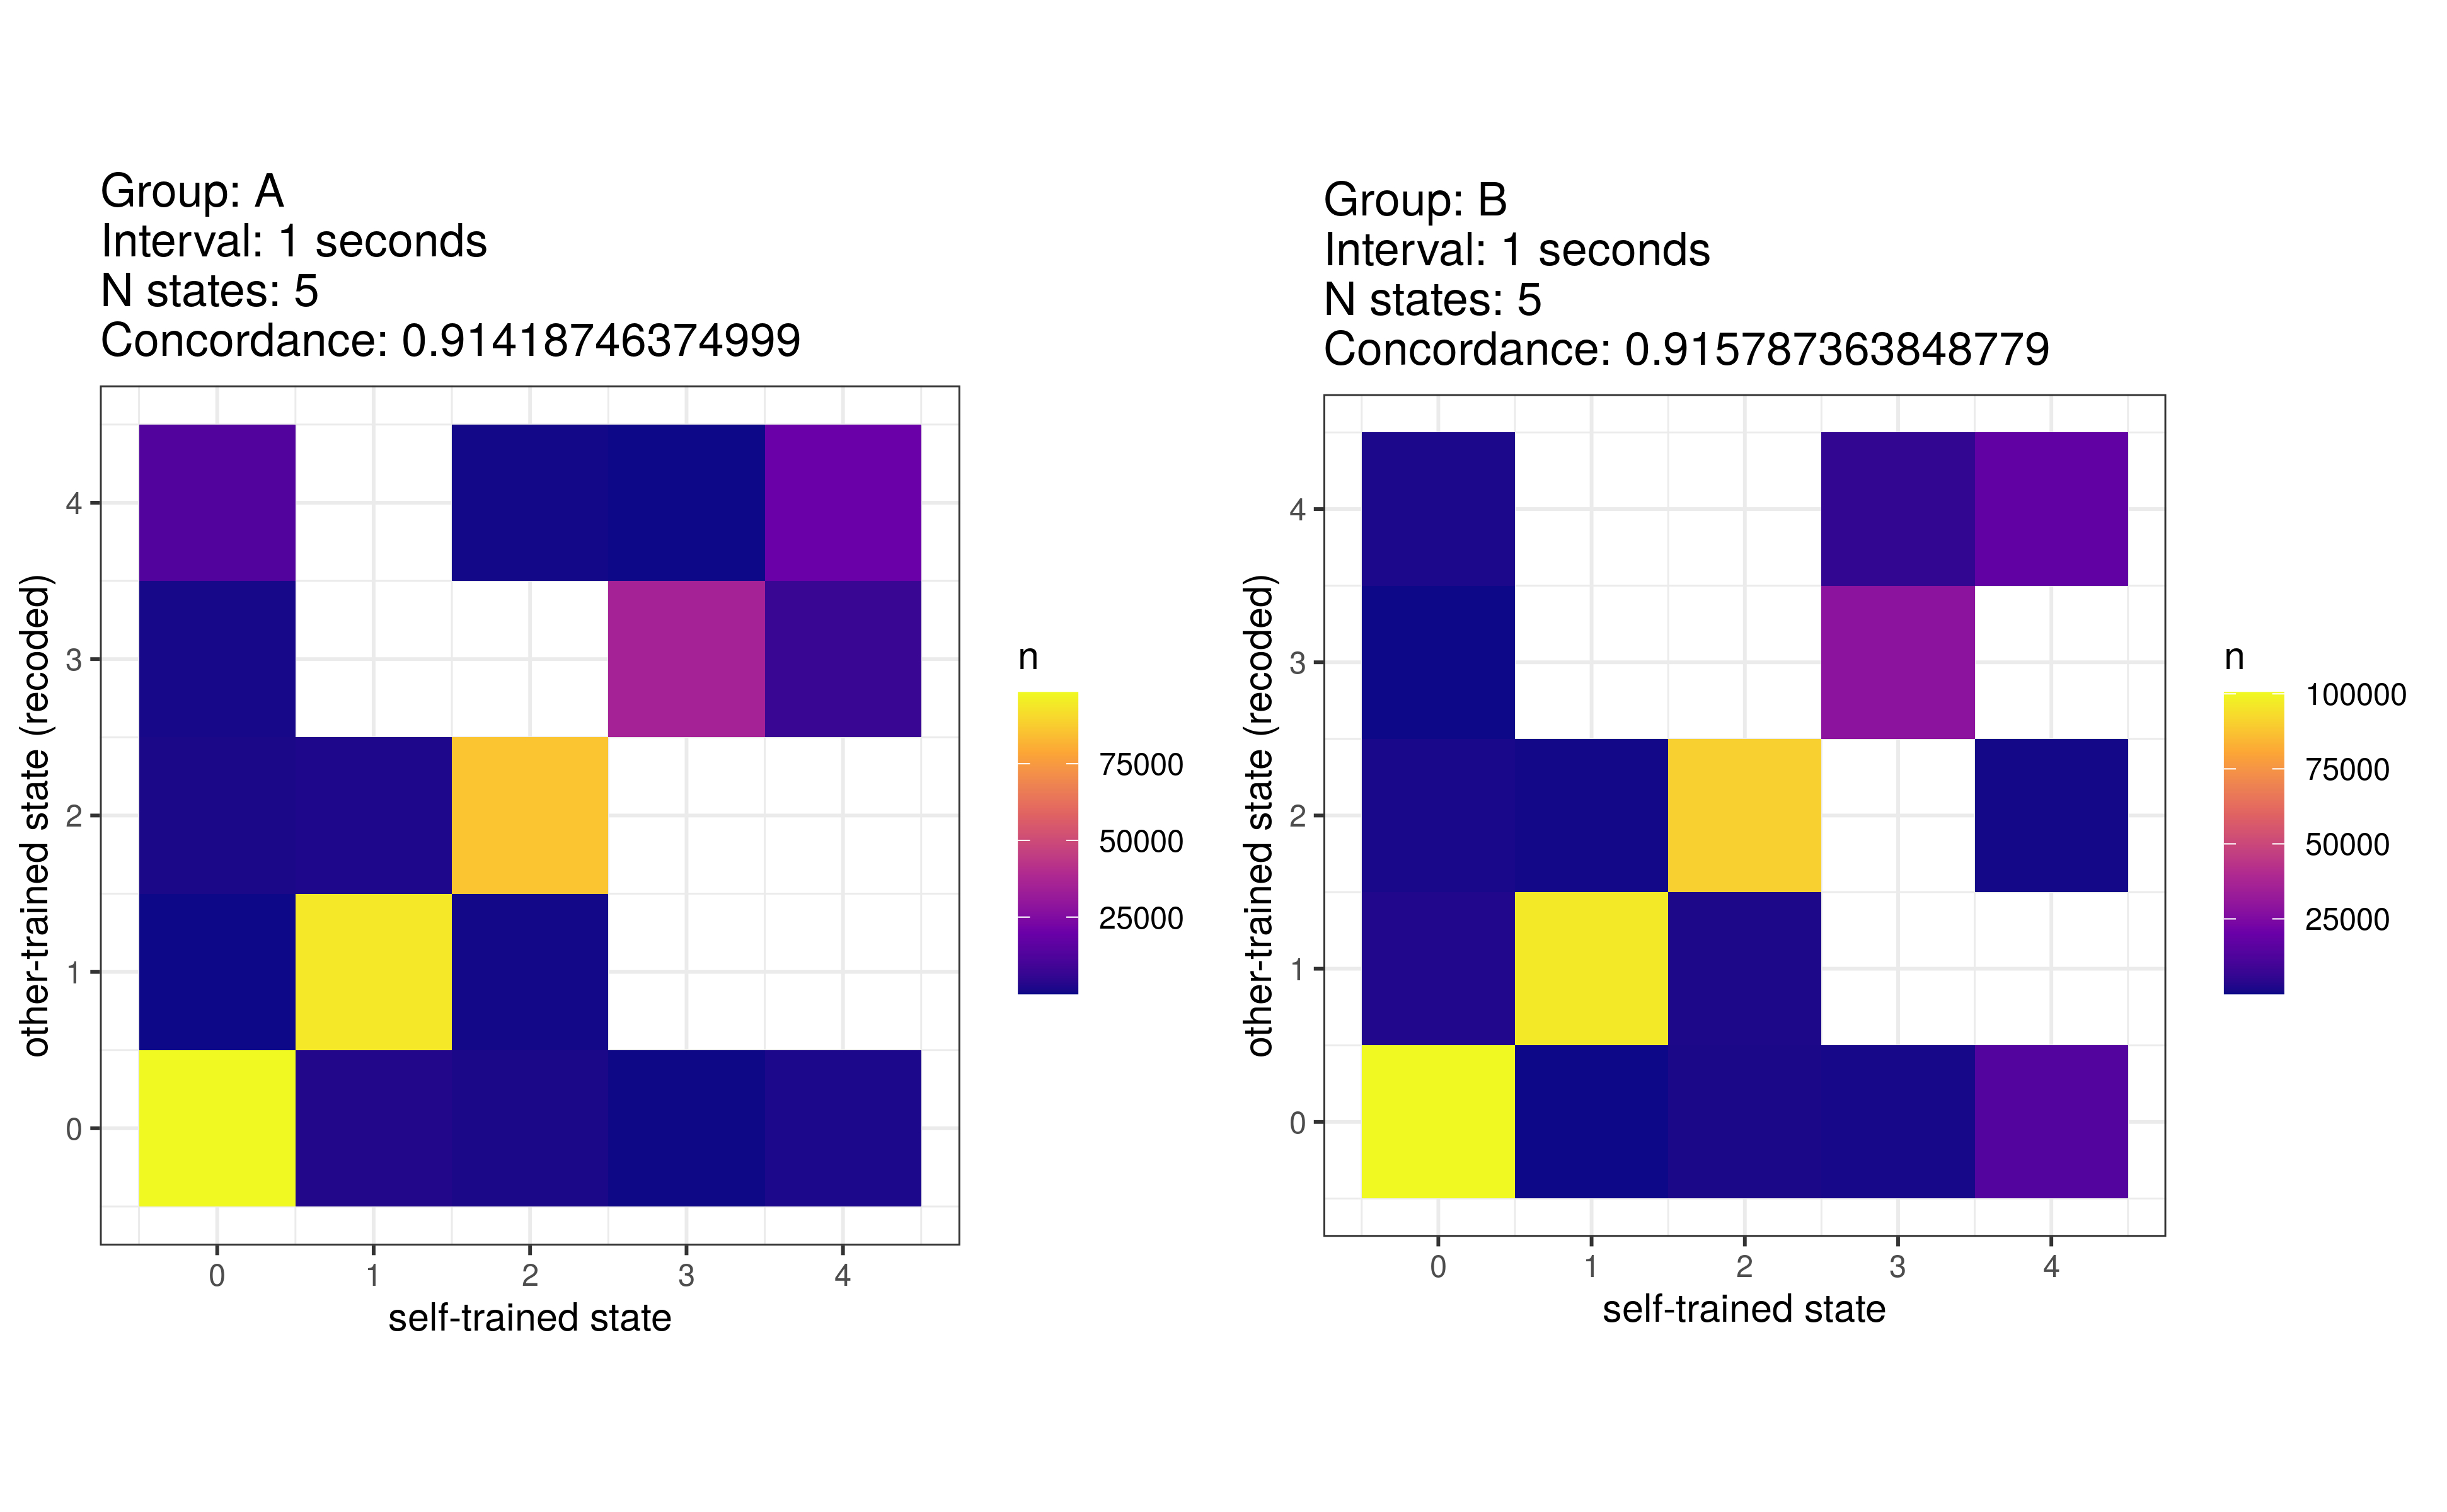 Group: A
Interval: 1 seconds
N states: 5
Concordance: 0.91418746374999
other-trained state (recoded)
4
3
2
1
0
0 1 2 3 4
self-trained state
n
75000
50000
25000
Group: B
Interval: 1 seconds
N states: 5
Concordance: 0.915787363848779
other-trained state (recoded)
4
3
2
1
0
0 1 2 3 4
self-trained state
n
100000
75000
50000
25000